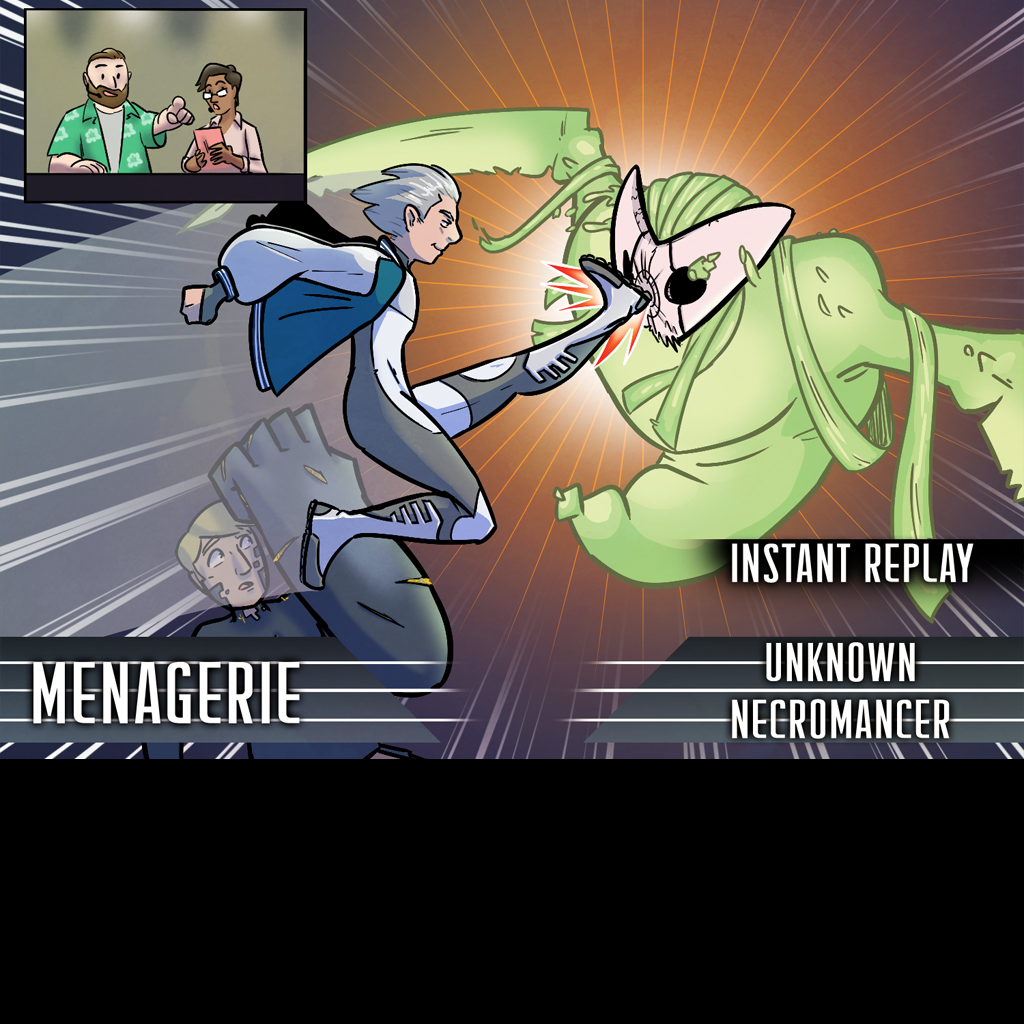 INSTANT REPLAY
MENAGERIE
UNKNOWN
NECROMANCER